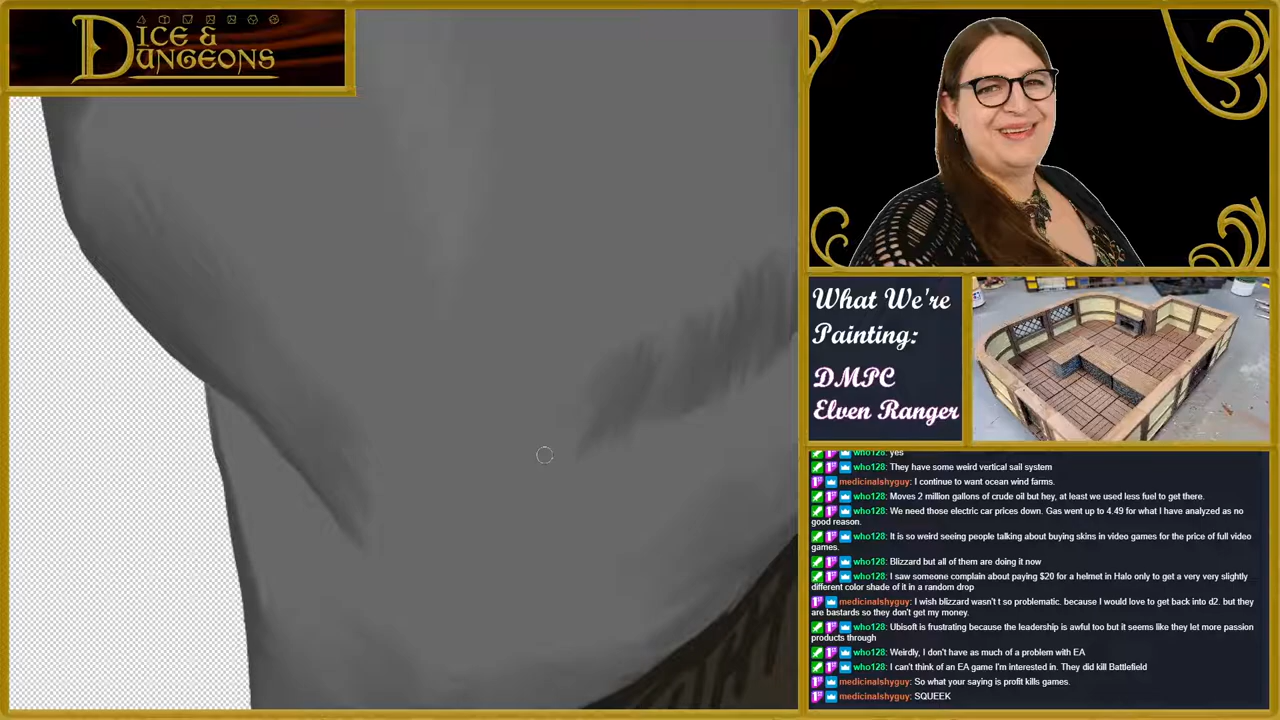 DICE &
DUNGEONS
What We're
Painting:
DMPC
Elven Ranger
who128: yes
who128: They have some weird vertical sail system
medicinalshyguy: I continue to want ocean wind farms.
who128: Moves 2 million gallons of crude oil but hey, at least we used less fuel to get there.
who128: We need those electric car prices down. Gas went up to 4.49 for what I have analyzed as no
good reason.
who128: It is so weird seeing people talking about buying skins in video games for the price of full video
games.
who128: Blizzard but all of them are doing it now
who128: I saw someone complain about paying $20 for a helmet in Halo only to get a very very slightly
different color shade of it in a random drop
medicinalshyguy: I wish blizzard wasn't t so problematic. because I would love to get back into d2. but they
are bastards so they don't get my money.
who128: Ubisoft is frustrating because the leadership is awful too but it seems like they let more passion
products through
who128: Weirdly, I don't have as much of a problem with EA
who128: I can't think of an EA game I'm interested in. They did kill Battlefield
medicinalshyguy: So what your saying is profit kills games.
medicinalshyguy: SQUEEK